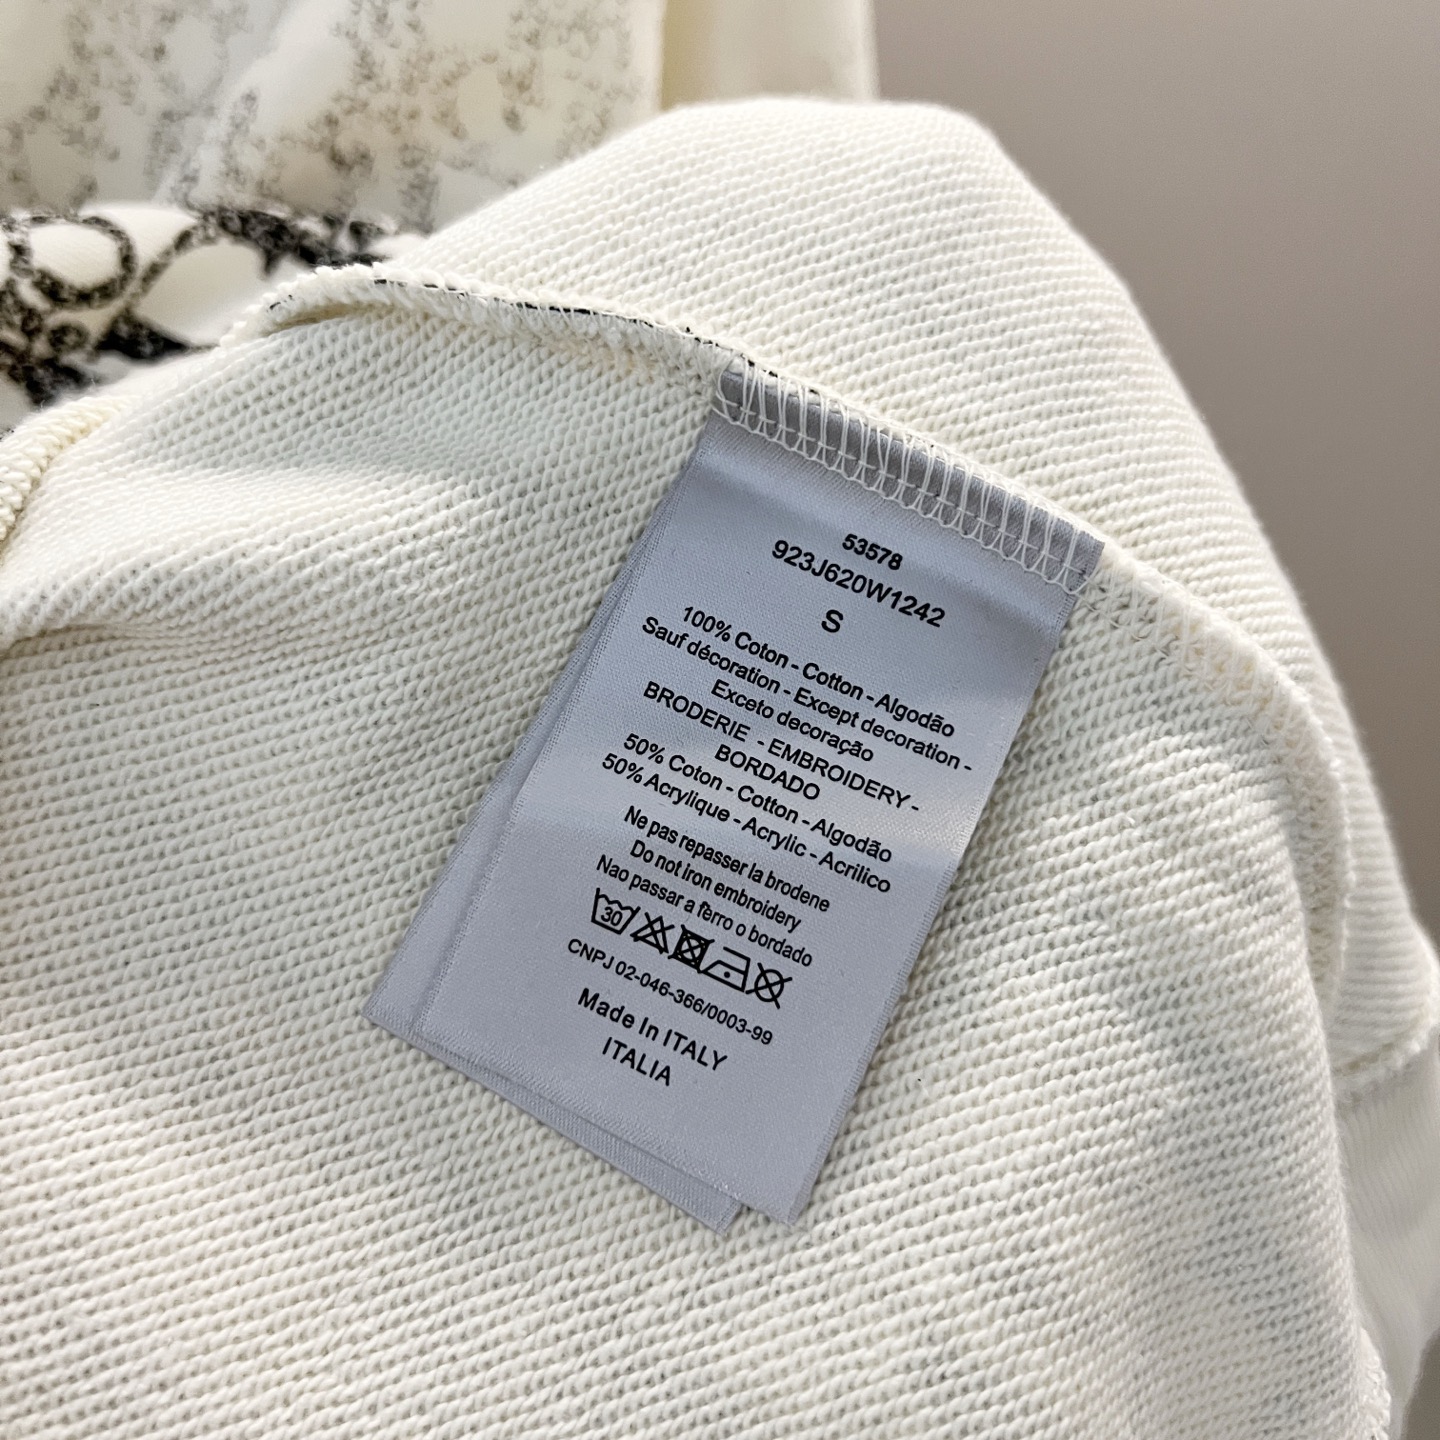 53578
923J620W1242
S
100% Coton - Cotton - Algodão
Sauf décoration - Except decoration -
Exceto decoração
BRODERIE - EMBROIDERY -
BORDADO
50% Coton - Cotton - Algodão
50% Acrylique - Acrylic - Acrilico
Ne pas repasser la brodene
Do not iron embroidery
Nao passar a ferro o bordado
30
CNPJ 02-046-366/0003-99
Made In ITALY
ITALIA